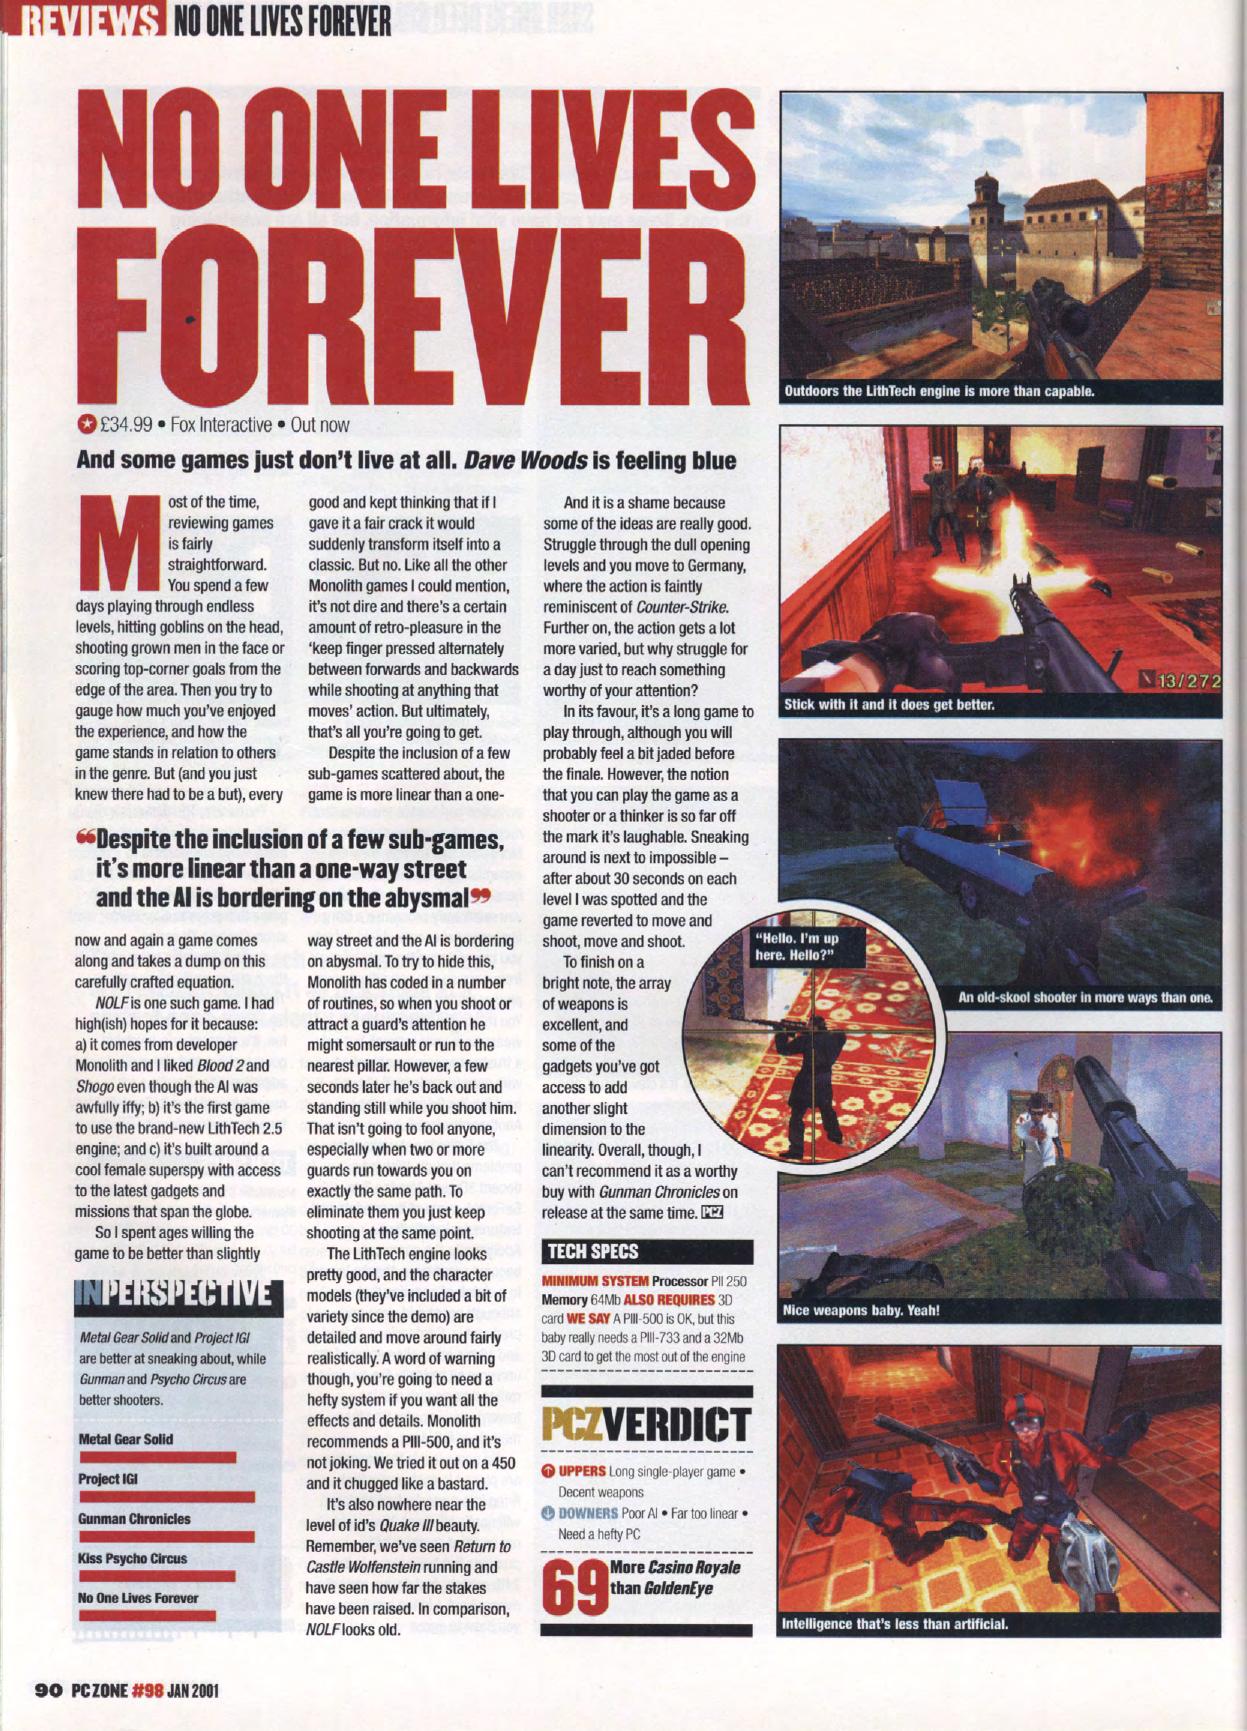 REVIEWS NO ONE LIVES FOREVER
NO ONE LIVES
FOREVER
£34.99 • Fox Interactive • Out now
And some games just don't live at all. Dave Woods is feeling blue
Most of the time,
reviewing games
is fairly
straightforward.
You spend a few
days playing through endless
levels, hitting goblins on the head,
shooting grown men in the face or
scoring top-corner goals from the
edge of the area. Then you try to
gauge how much you've enjoyed
the experience, and how the
game stands in relation to others
in the genre. But (and you just
knew there had to be a but), every
now and again a game comes
along and takes a dump on this
carefully crafted equation.
NOLF is one such game. I had
high(ish) hopes for it because:
a) it comes from developer
Monolith and I liked Blood 2 and
Shogo even though the AI was
awfully iffy; b) it's the first game
to use the brand-new LithTech 2.5
engine; and c) it's built around a
cool female superspy with access
to the latest gadgets and
missions that span the globe.
So I spent ages willing the
game to be better than slightly
good and kept thinking that if I
gave it a fair crack it would
suddenly transform itself into a
classic. But no. Like all the other
Monolith games I could mention,
it's not dire and there's a certain
amount of retro-pleasure in the
'keep finger pressed alternately
between forwards and backwards
while shooting at anything that
moves' action. But ultimately,
that's all you're going to get.
Despite the inclusion of a few
sub-games scattered about, the
game is more linear than a one-
way street and the AI is bordering
on abysmal. To try to hide this,
Monolith has coded in a number
of routines, so when you shoot or
attract a guard's attention he
might somersault or run to the
nearest pillar. However, a few
seconds later he's back out and
standing still while you shoot him.
That isn't going to fool anyone,
especially when two or more
guards run towards you on
exactly the same path. To
eliminate them you just keep
shooting at the same point.
The LithTech engine looks
pretty good, and the character
models (they've included a bit of
variety since the demo) are
detailed and move around fairly
realistically. A word of warning
though, you're going to need a
hefty system if you want all the
effects and details. Monolith
recommends a PIII-500, and it's
not joking. We tried it out on a 450
and it chugged like a bastard.
It's also nowhere near the
level of id's Quake III beauty.
Remember, we've seen Return to
Castle Wolfenstein running and
have seen how far the stakes
have been raised. In comparison,
NOLF looks old.
And it is a shame because
some of the ideas are really good.
Struggle through the dull opening
levels and you move to Germany,
where the action is faintly
reminiscent of Counter-Strike.
Further on, the action gets a lot
more varied, but why struggle for
a day just to reach something
worthy of your attention?
In its favour, it's a long game to
play through, although you will
probably feel a bit jaded before
the finale. However, the notion
that you can play the game as a
shooter or a thinker is so far off
the mark it's laughable. Sneaking
around is next to impossible –
after about 30 seconds on each
level I was spotted and the
game reverted to move and
shoot, move and shoot.
To finish on a
bright note, the array
of weapons is
excellent, and
some of the
gadgets you've got
access to add
another slight
dimension to the
linearity. Overall, though, I
can't recommend it as a worthy
buy with Gunman Chronicles on
release at the same time. PCZ
“Despite the inclusion of a few sub-games,
it's more linear than a one-way street
and the AI is bordering on the abysmal”
INPERSPECTIVE
Metal Gear Solid and Project IGI
are better at sneaking about, while
Gunman and Psycho Circus are
better shooters.
Metal Gear Solid
Project IGI
Gunman Chronicles
Kiss Psycho Circus
No One Lives Forever
TECH SPECS
MINIMUM SYSTEM Processor PII 250
Memory 64Mb ALSO REQUIRES 3D
card WE SAY A PIII-500 is OK, but this
baby really needs a PIII-733 and a 32Mb
3D card to get the most out of the engine
PCZVERDICT
UPPERS Long single-player game •
Decent weapons
DOWNERS Poor AI • Far too linear •
Need a hefty PC
69 More Casino Royale
than GoldenEye
Outdoors the LithTech engine is more than capable.
13/272
Stick with it and it does get better.
An old-skool shooter in more ways than one.
"Hello. I'm up
here. Hello?"
Nice weapons baby. Yeah!
Intelligence that's less than artificial.
90 PCZONE #98 JAN 2001